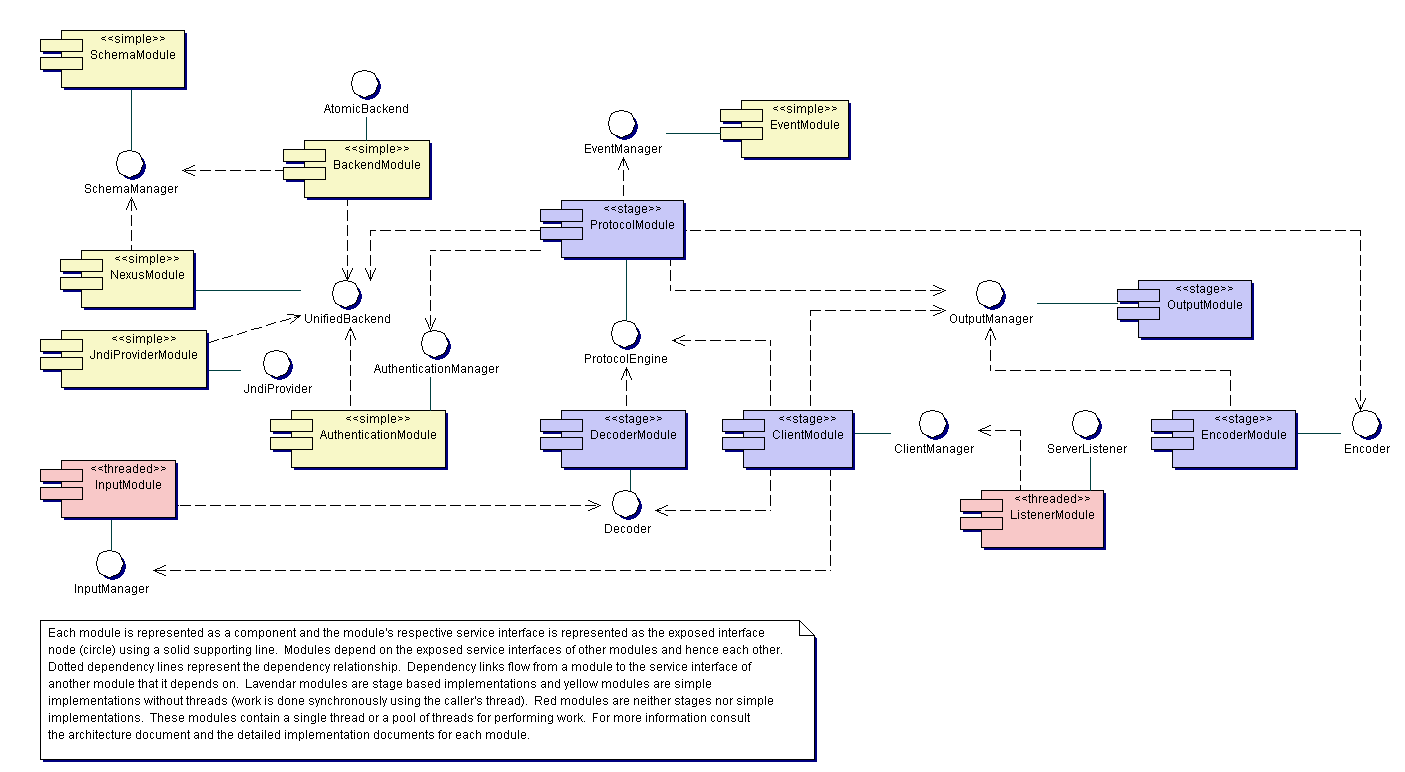 <<simple>>
SchemaModule
AtomicBackend
<<simple>>
EventModule
EventManager
<<simple>>
BackendModule
SchemaManager
<<stage>>
ProtocolModule
<<simple>>
NexusModule
UnifiedBackend
<<stage>>
OutputModule
OutputManager
<<simple>>
JndiProviderModule
JndiProvider
AuthenticationManager
ProtocolEngine
<<simple>>
AuthenticationModule
<<stage>>
DecoderModule
<<stage>>
ClientModule
ClientManager
ServerListener
<<stage>>
EncoderModule
Encoder
<<threaded>>
InputModule
Decoder
<<threaded>>
ListenerModule
InputManager
Each module is represented as a component and the module's respective service interface is represented as the exposed interface
node (circle) using a solid supporting line.  Modules depend on the exposed service interfaces of other modules and hence each other.
Dotted dependency lines represent the dependency relationship.  Dependency links flow from a module to the service interface of
another module that it depends on.  Lavendar modules are stage based implementations and yellow modules are simple
implementations without threads (work is done synchronously using the caller's thread).  Red modules are neither stages nor simple
implementations.  These modules contain a single thread or a pool of threads for performing work.  For more information consult
the architecture document and the detailed implementation documents for each module.